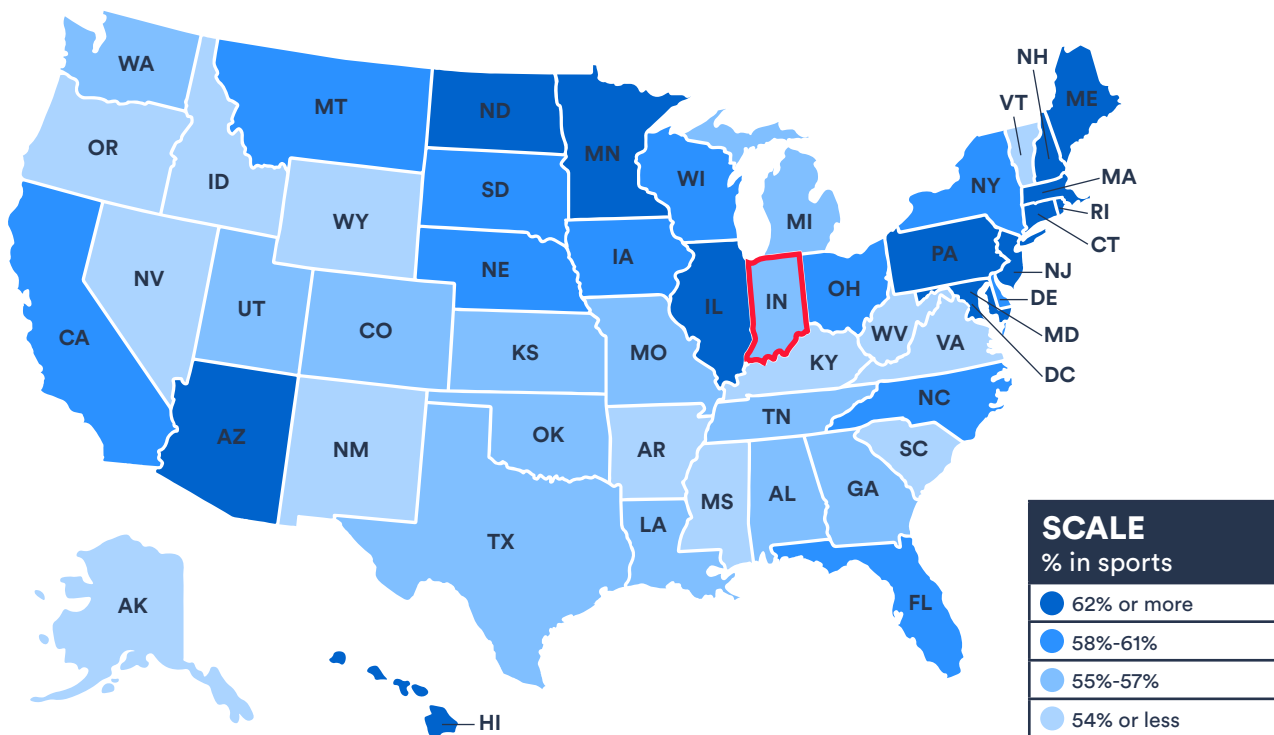 NH
WA
ME
VT
MT
ND
OR
MN
MA
ID
SD
WI
NY
RI
WY
MI
CT
PA
NJ
NV
NE
IA
OH
DE
UT
IL
IN
CO
WV
MD
CA
KS
MO
VA
KY
DC
NC
TN
AZ
OK
NM
AR
SC
MS
AL
GA
TX
LA
SCALE
% in sports
AK
FL
62% or more
58%-61%
55%-57%
HI
54% or less